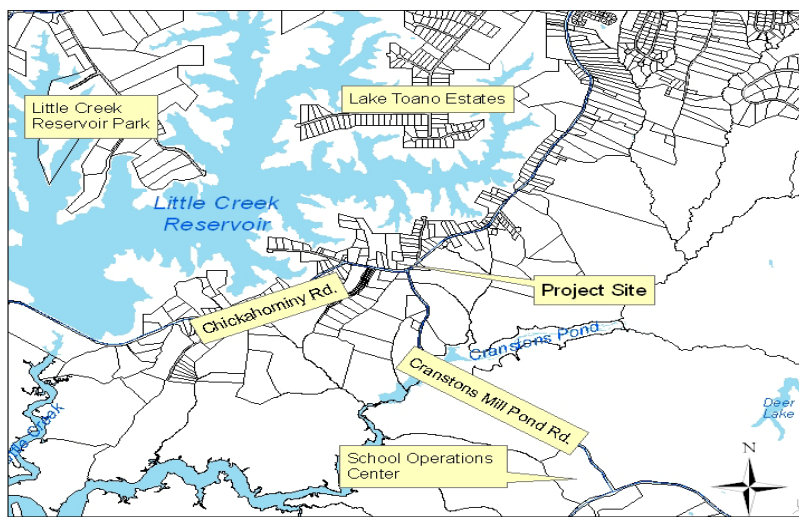 Little Creek
Reservoir Park
Lake Toano Estates
Little Creek
Reservoir
Project Site
Chickahominy Rd.
Cranstons Pond
Cranstons Mill Pond Rd.
Deer
Lake
Creek
School Operations
Center
N